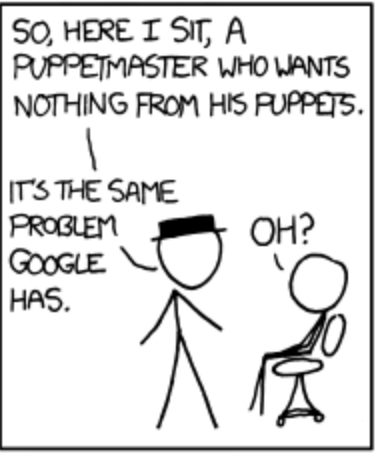 SO, HERE I SIT, A
PUPPETMASTER WHO WANTS
NOTHING FROM HIS PUPPETS.
IT'S THE SAME
PROBLEM
GOOGLE
HAS.
OH?